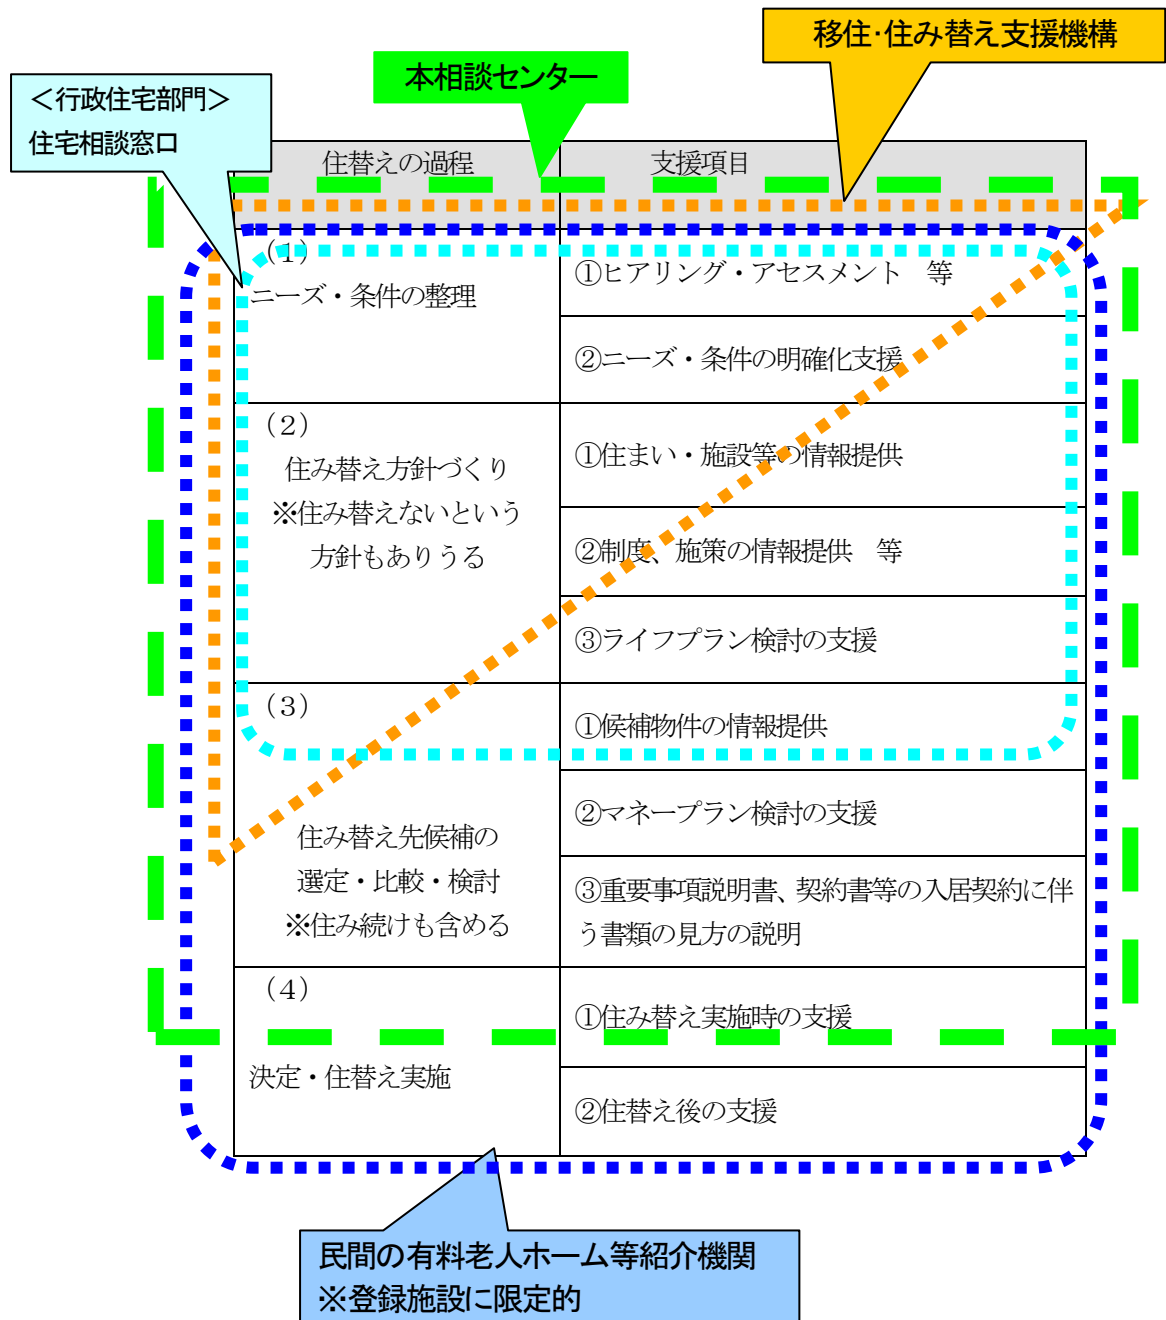 移住・住み替え支援機構
本相談センター
＜行政住宅部門＞
住宅相談窓口
住替えの過程
支援項目
（１）
ニーズ・条件の整理
①ヒアリング・アセスメント　等
②ニーズ・条件の明確化支援
（２）
住み替え方針づくり
※住み替えないという
方針もありうる
①住まい・施設等の情報提供
②制度、施策の情報提供　等
③ライフプラン検討の支援
（３）
住み替え先候補の
選定・比較・検討
※住み続けも含める
①候補物件の情報提供
②マネープラン検討の支援
③重要事項説明書、契約書等の入居契約に伴
う書類の見方の説明
（４）
決定・住替え実施
①住み替え実施時の支援
②住替え後の支援
民間の有料老人ホーム等紹介機関
※登録施設に限定的